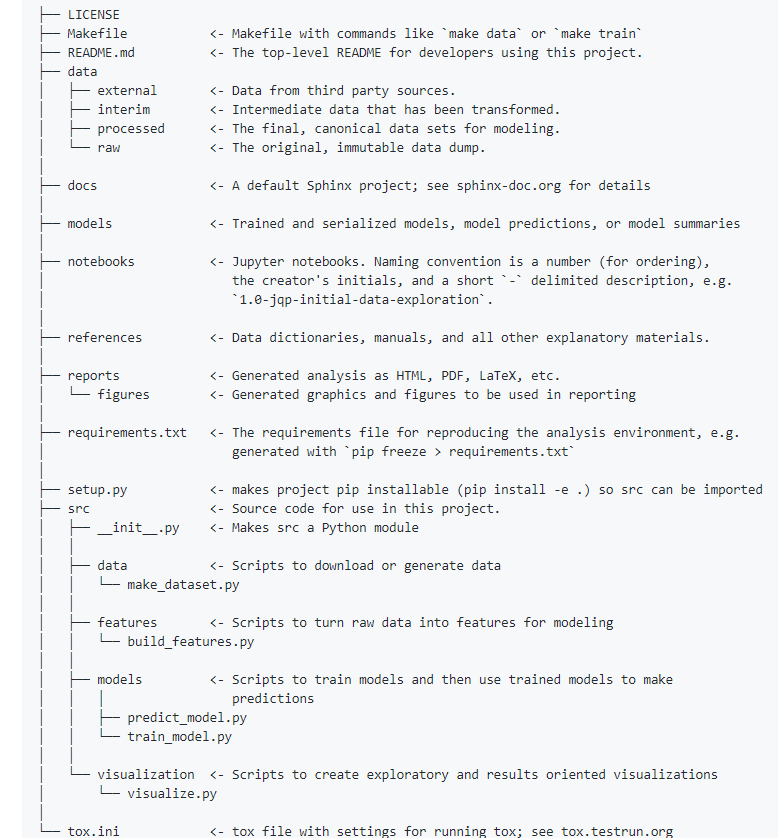 ├── LICENSE
├── Makefile           <- Makefile with commands like `make data` or `make train`
├── README.md          <- The top-level README for developers using this project.
├── data
│   ├── external       <- Data from third party sources.
│   ├── interim        <- Intermediate data that has been transformed.
│   ├── processed      <- The final, canonical data sets for modeling.
│   └── raw            <- The original, immutable data dump.
│
├── docs               <- A default Sphinx project; see sphinx-doc.org for details
│
├── models             <- Trained and serialized models, model predictions, or model summaries
│
├── notebooks          <- Jupyter notebooks. Naming convention is a number (for ordering),
│                         the creator's initials, and a short `-` delimited description, e.g.
│                         `1.0-jqp-initial-data-exploration`.
│
├── references         <- Data dictionaries, manuals, and all other explanatory materials.
│
├── reports            <- Generated analysis as HTML, PDF, LaTeX, etc.
│   └── figures        <- Generated graphics and figures to be used in reporting
│
├── requirements.txt   <- The requirements file for reproducing the analysis environment, e.g.
│                         generated with `pip freeze > requirements.txt`
│
├── setup.py           <- makes project pip installable (pip install -e .) so src can be imported
├── src                <- Source code for use in this project.
│   ├── __init__.py    <- Makes src a Python module
│   │
│   ├── data           <- Scripts to download or generate data
│   │   └── make_dataset.py
│   │
│   ├── features       <- Scripts to turn raw data into features for modeling
│   │   └── build_features.py
│   │
│   ├── models         <- Scripts to train models and then use trained models to make
│   │   │                 predictions
│   │   ├── predict_model.py
│   │   └── train_model.py
│   │
│   └── visualization  <- Scripts to create exploratory and results oriented visualizations
│       └── visualize.py
│
└── tox.ini            <- tox file with settings for running tox; see tox.testrun.org